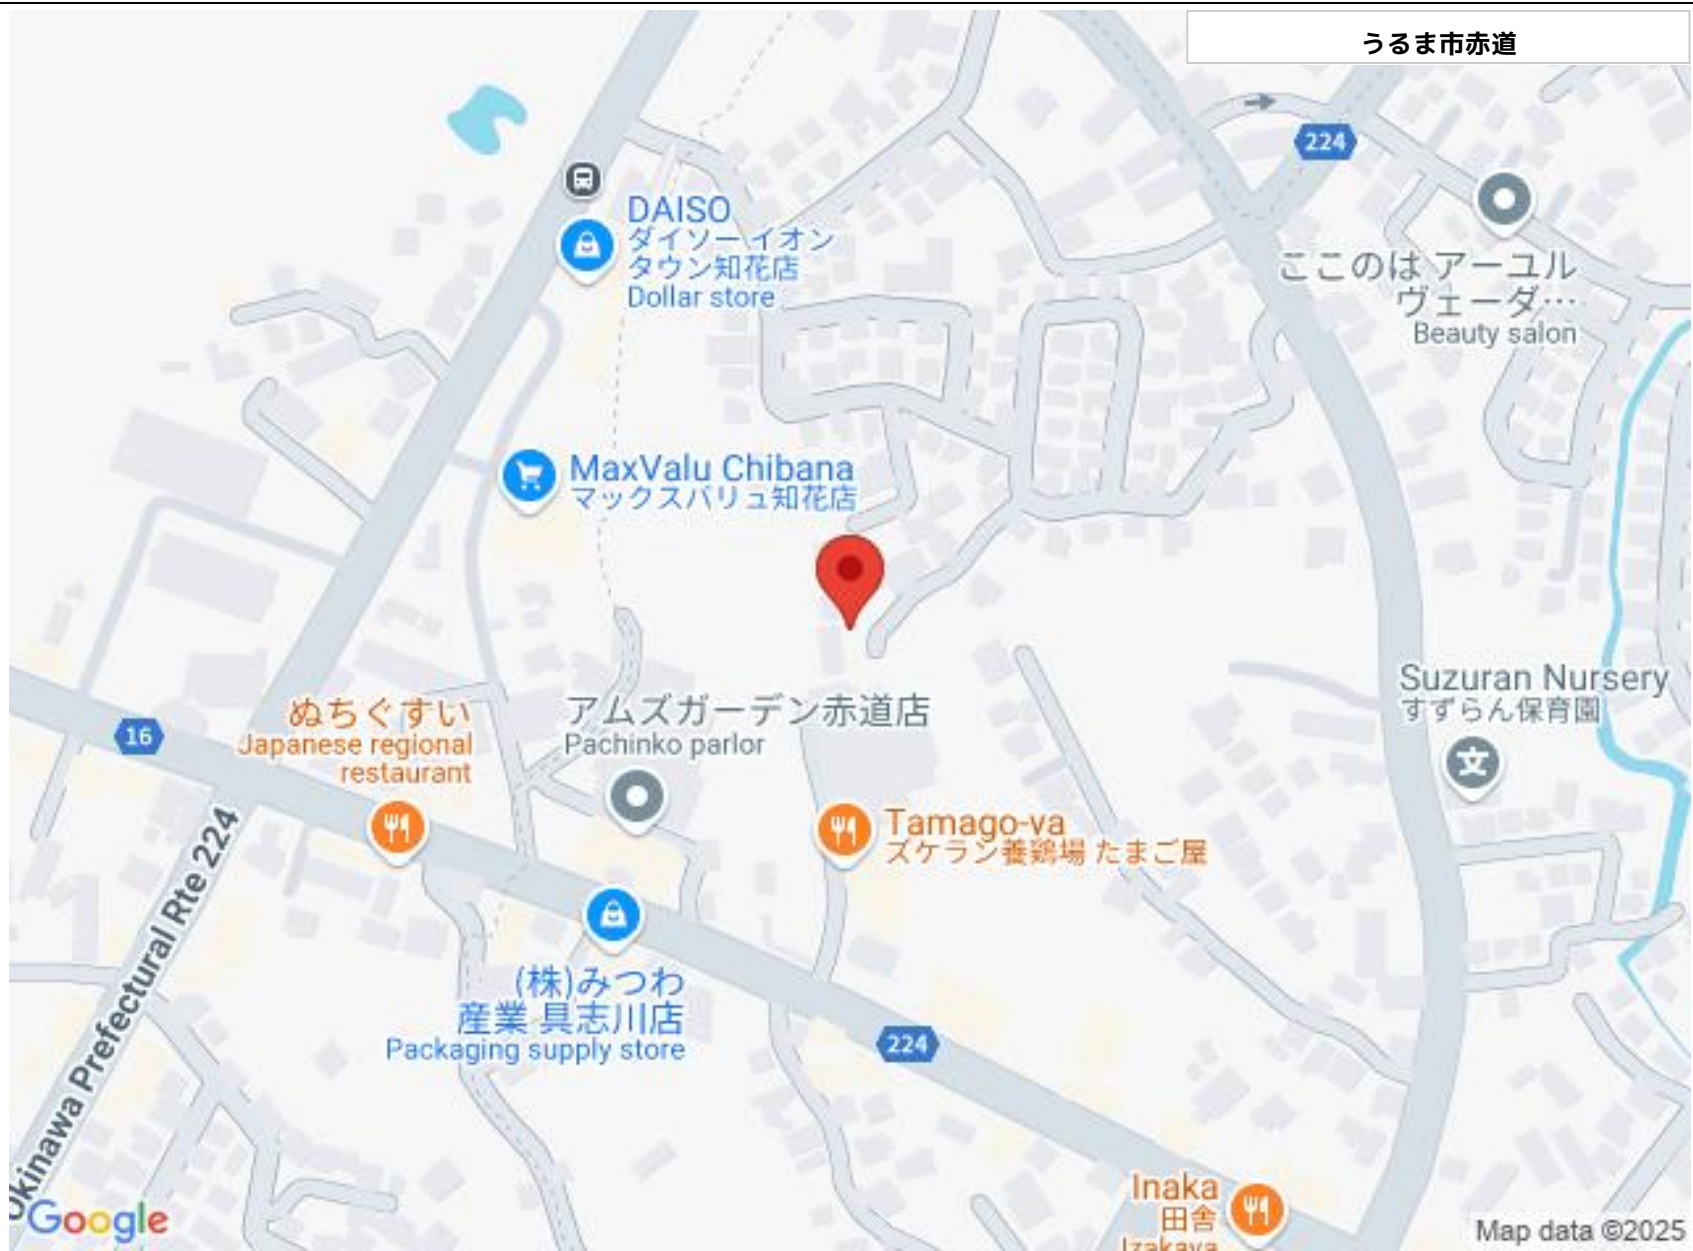 うるま市赤道
224
DAISO
ダイソー イオン
タウン知花店
Dollar store
ここのは アーユル
ヴェーダ…
Beauty salon
MaxValu Chibana
マックスバリュ知花店
Suzuran Nursery
すずらん保育園
ぬちぐすい
Japanese regional
restaurant
アムズガーデン赤道店
Pachinko parlor
16
Tamago-ya
ズケラン養鶏場 たまご屋
Okinawa Prefectural Rte 224
(株)みつわ
産業 具志川店
Packaging supply store
224
Inaka
田舎
Izakaya
Google
Map data ©2025